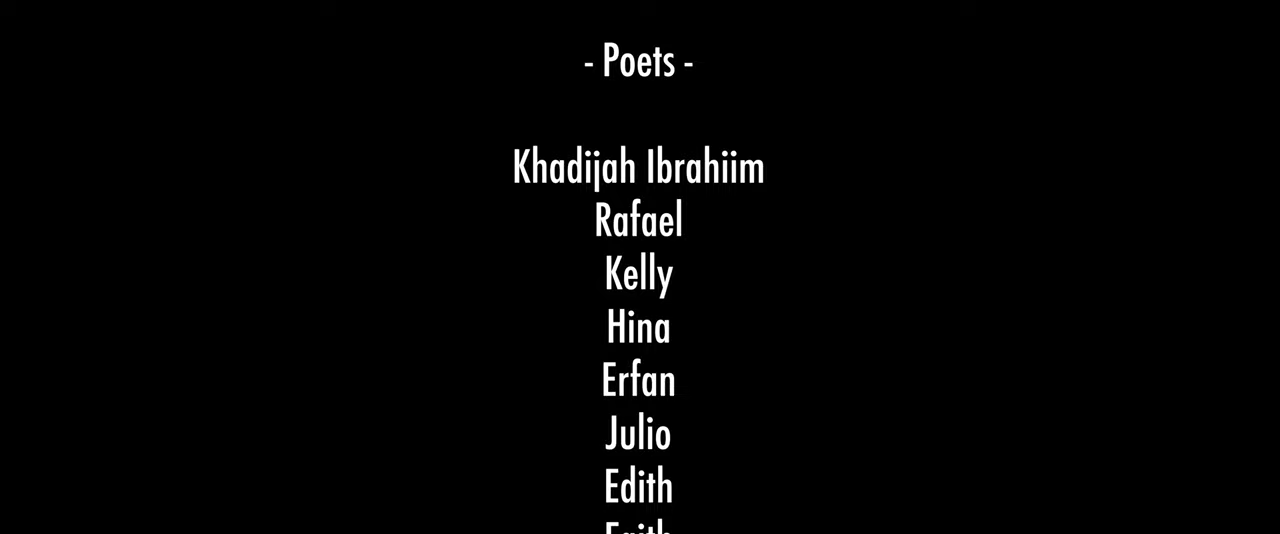 - Poets -
Khadijah Ibrahiim
Rafael
Kelly
Hina
Erfan
Julio
Edith